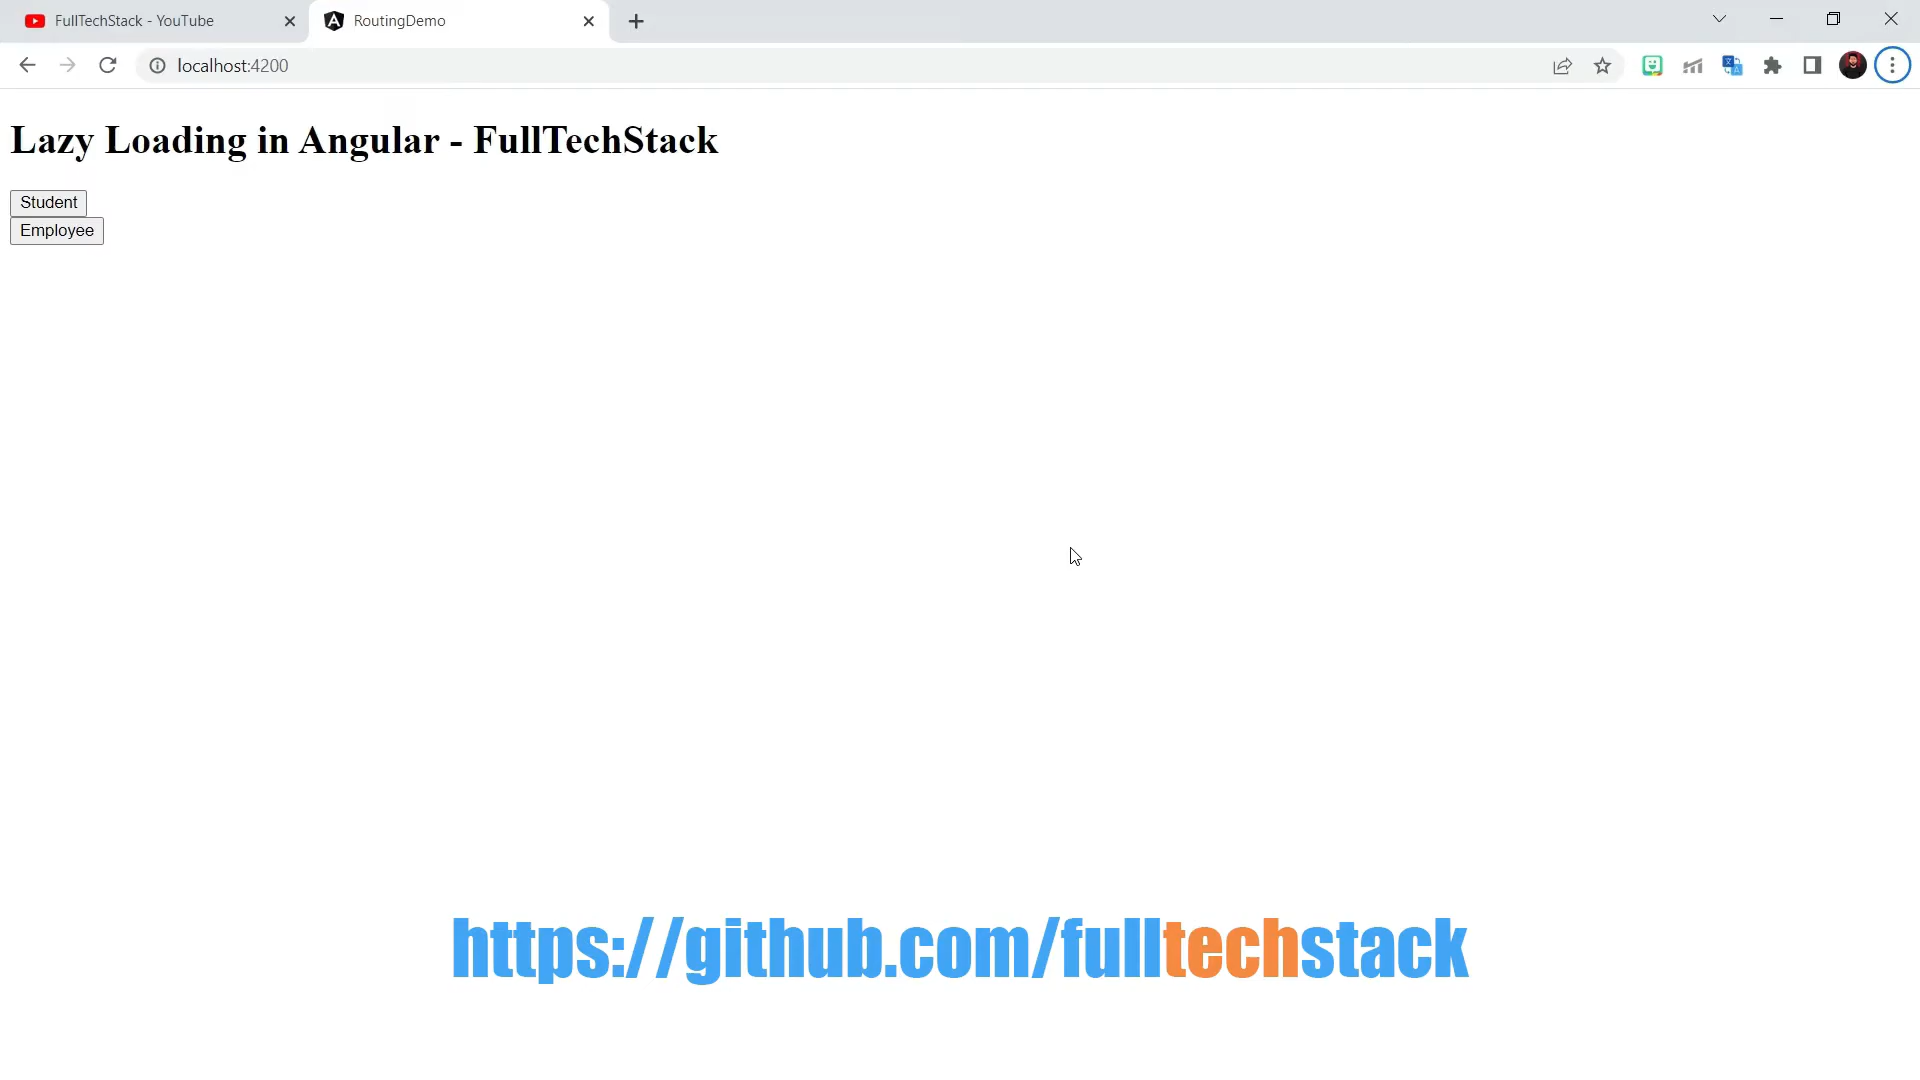 FullTechStack - YouTube
RoutingDemo
localhost:4200
Lazy Loading in Angular - FullTechStack
Student
Employee
https://github.com/fulltechstack